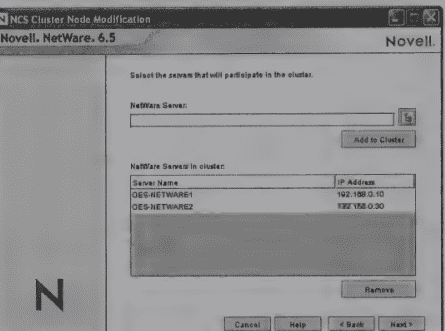 N NCS Cluster Node Modification
Novell. NetWare. 6.5
Novell.
Select the servers that will participate in the cluster.
NetWare Server:
Add to Cluster
NetWare Servers in cluster:
Server Name IP Address
OES-NETWARE1 192.168.0.10
OES-NETWARE2 192.168.0.30
Remove
N
Cancel Help < Back Next >